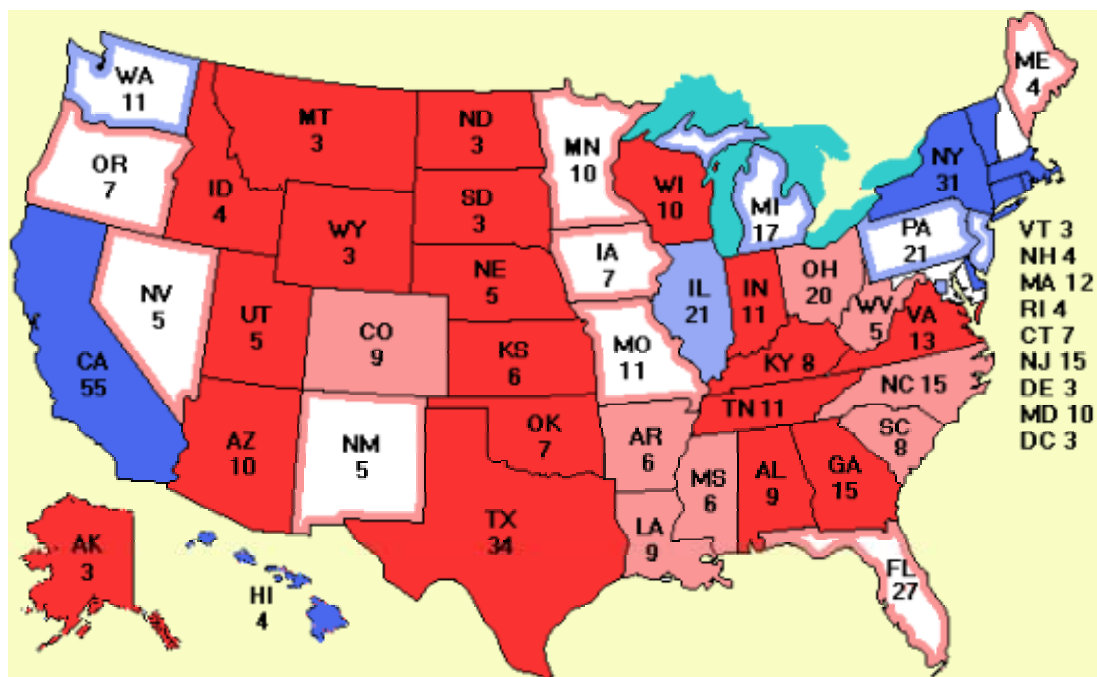 WA
11
OR
7
CA
55
NV
5
ID
4
MT
3
WY
3
UT
5
CO
9
AZ
10
NM
5
ND
3
SD
3
NE
5
KS
6
OK
7
TX
34
MN
10
IA
7
MO
11
AR
6
LA
9
WI
10
IL
21
MI
17
IN
11
OH
20
KY 8
TN 11
MS
6
AL
9
GA
15
FL
27
SC
8
NC 15
VA
13
WV
5
PA
21
NY
31
ME
4
VT 3
NH 4
MA 12
RI 4
CT 7
NJ 15
DE 3
MD 10
DC 3
AK
3
HI
4